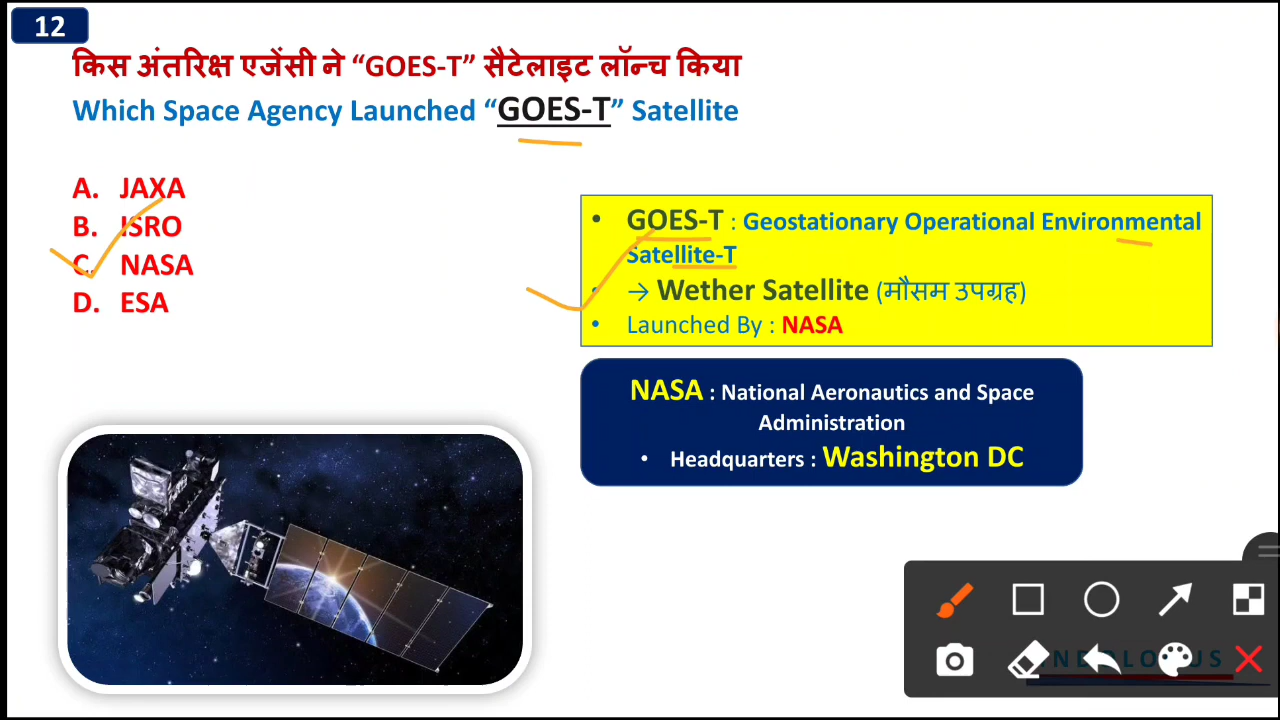 12
किस अंतरिक्ष एजेंसी ने “GOES-T” सैटेलाइट लॉन्च किया
Which Space Agency Launched “GOES-T” Satellite
A. JAXA
B. ISRO
C. NASA
D. ESA
• GOES-T : Geostationary Operational Environmental
Satellite-T
• → Wether Satellite (मौसम उपग्रह)
• Launched By : NASA
NASA : National Aeronautics and Space
Administration
• Headquarters : Washington DC